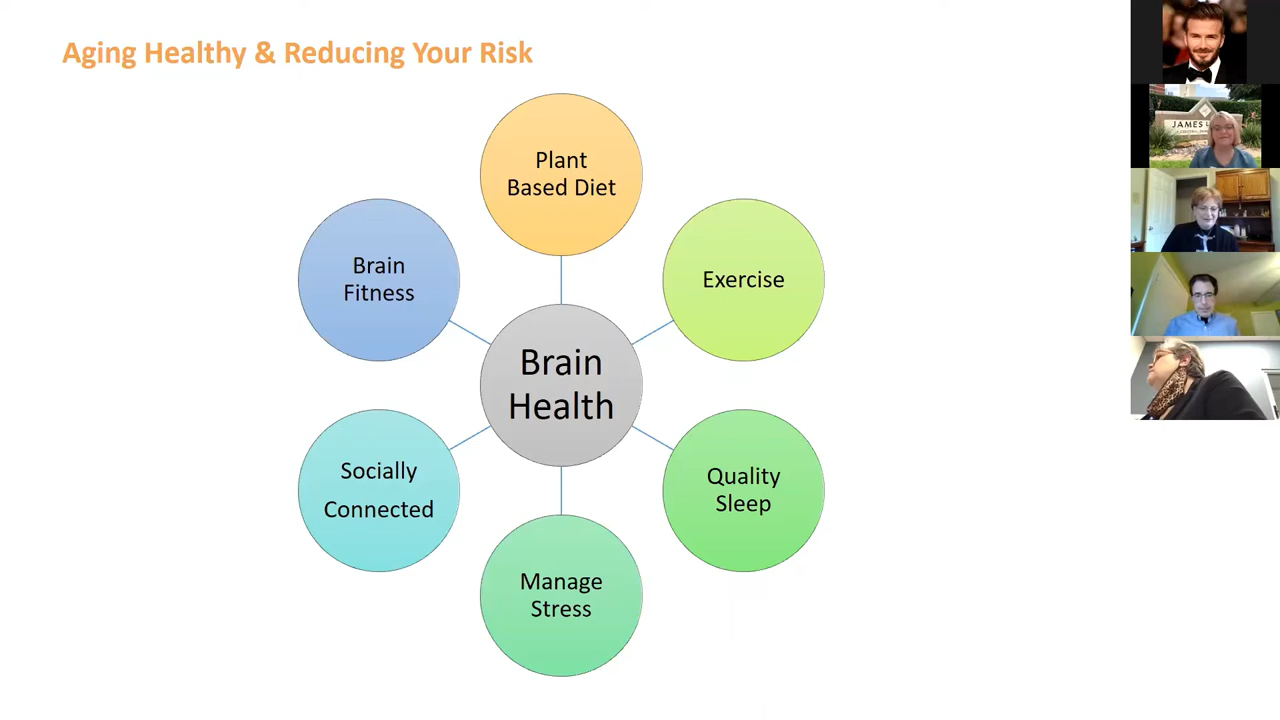 Aging Healthy & Reducing Your Risk
Plant
Based Diet
Brain
Fitness
Exercise
Brain
Health
Socially
Connected
Quality
Sleep
Manage
Stress
JAMES